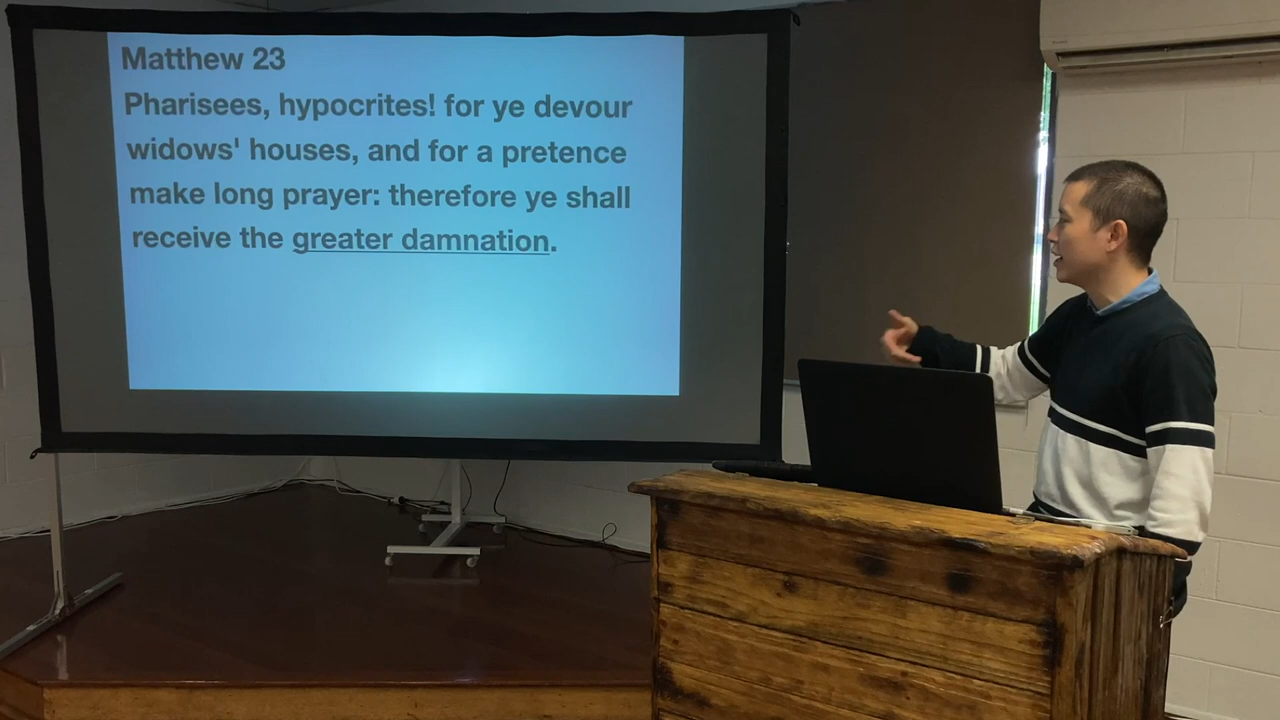 Matthew 23
Pharisees, hypocrites! for ye devour
widows' houses, and for a pretence
make long prayer: therefore ye shall
receive the greater damnation.